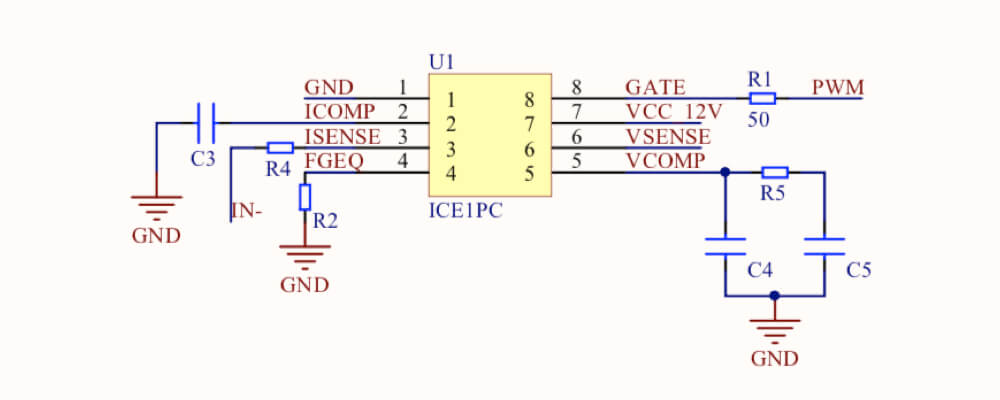 U1
GND 1 1 8 8 GATE R1 PWM
ICOMP 2 2 7 7 VCC 12V 50
C3 ISENSE 3 3 6 6 VSENSE
R4 FGEQ 4 4 5 5 VCOMP
R5
IN- R2 ICE1PC
GND
GND
C4 C5
GND